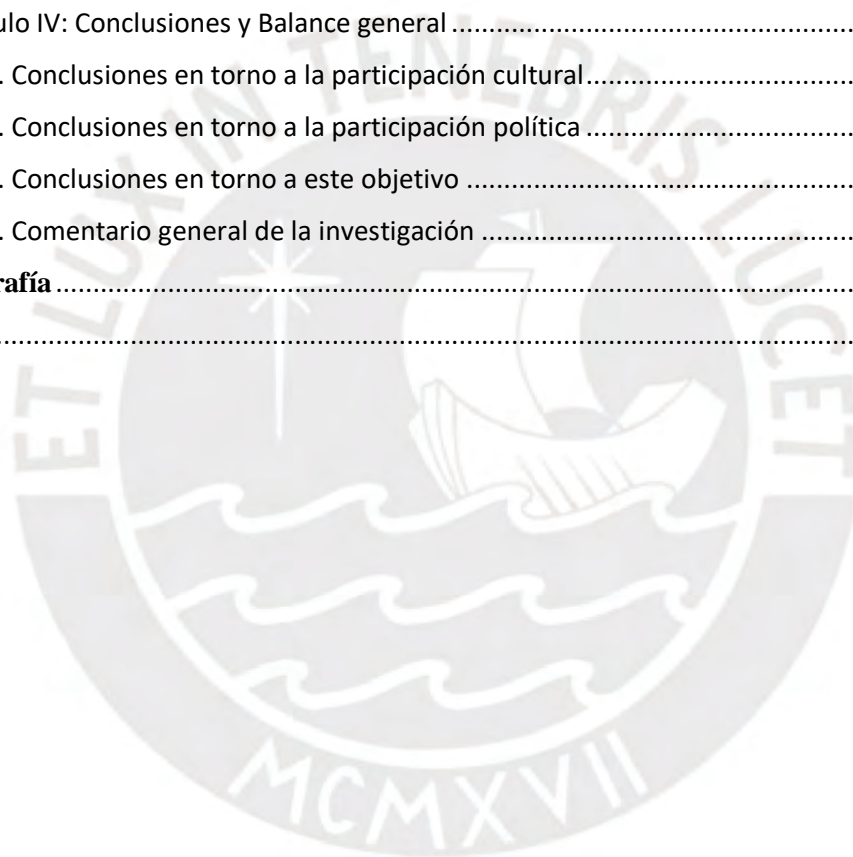 ulo IV: Conclusiones y Balance general ....................................................
. Conclusiones en torno a la participación cultural....................................
. Conclusiones en torno a la participación política ....................................
. Conclusiones en torno a este objetivo ....................................................
. Comentario general de la investigación ..................................................
rafía ............................................................................................................
....................................................................................................................
ET LUX IN TENEBRIS LUCET
MCMXVII